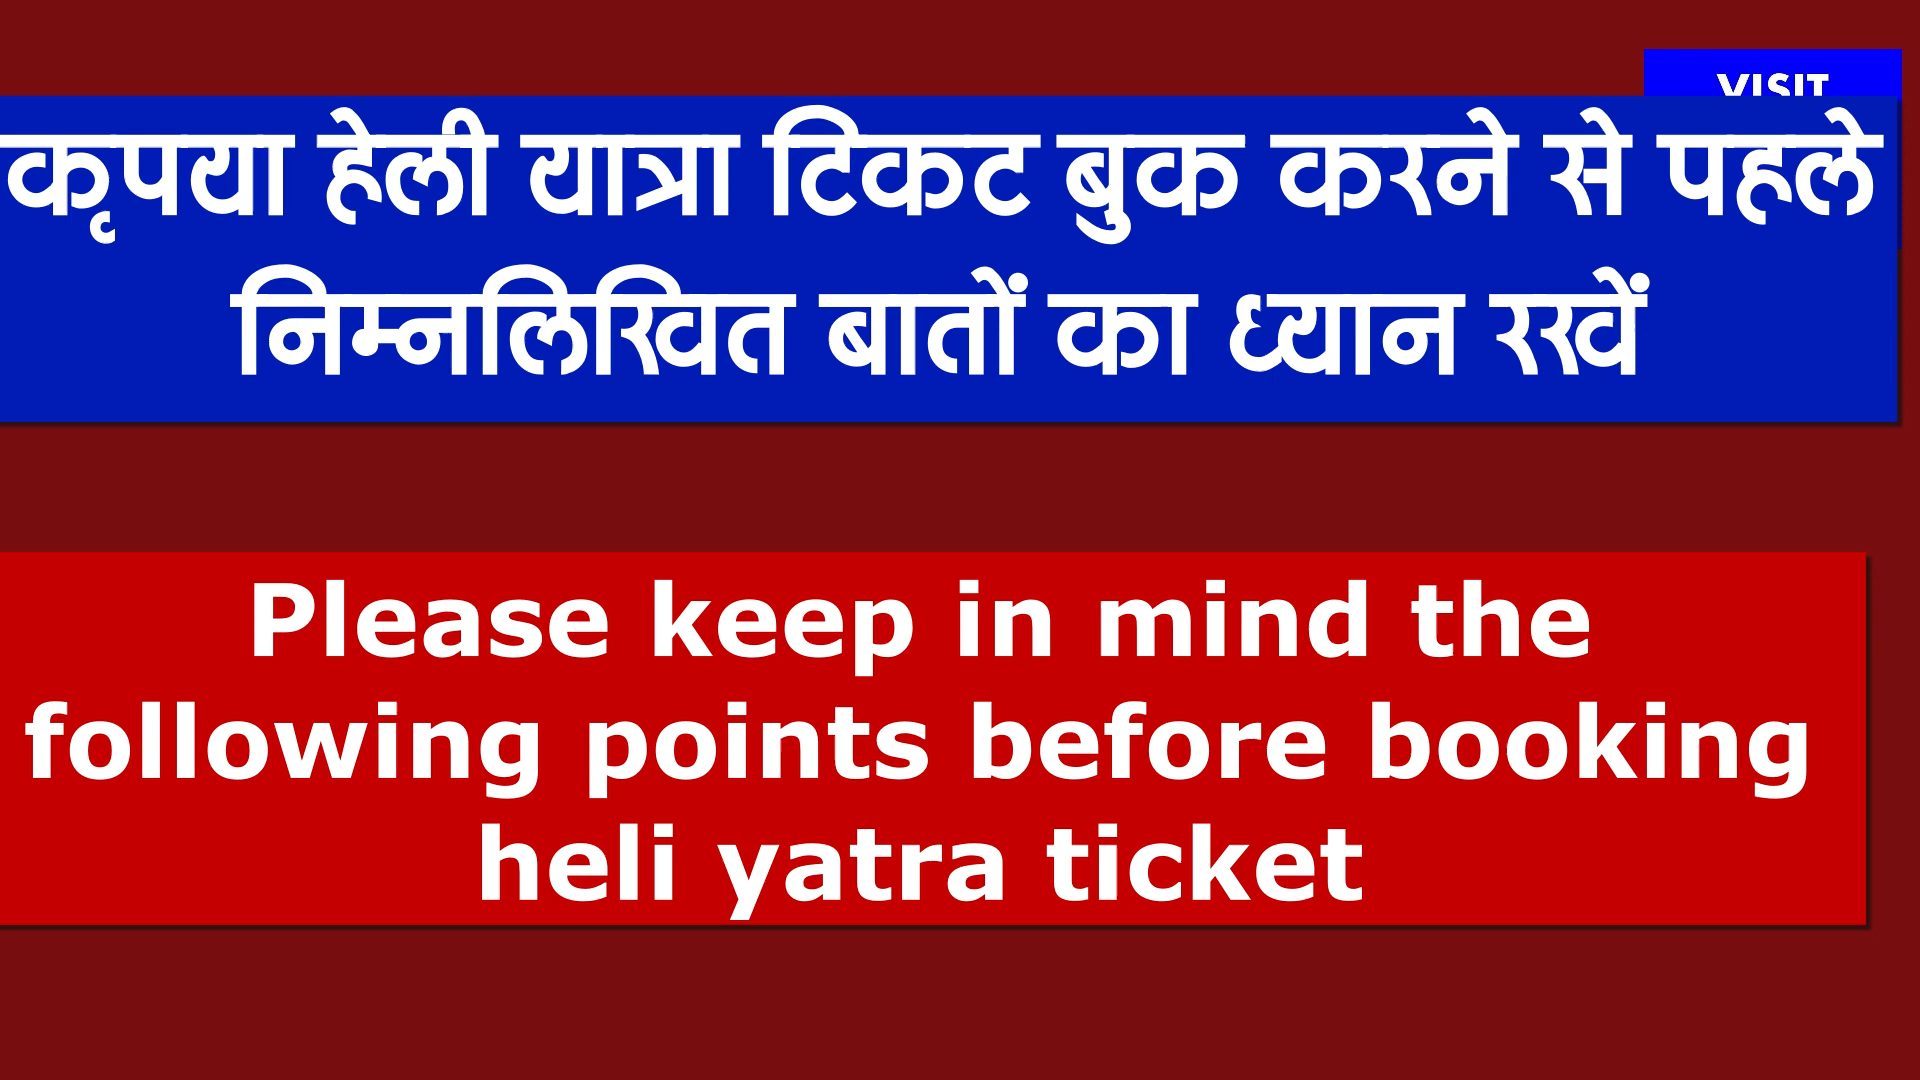 VISIT
कृपया हेली यात्रा टिकट बुक करने से पहले
निम्नलिखित बातों का ध्यान रखें
Please keep in mind the
following points before booking
heli yatra ticket